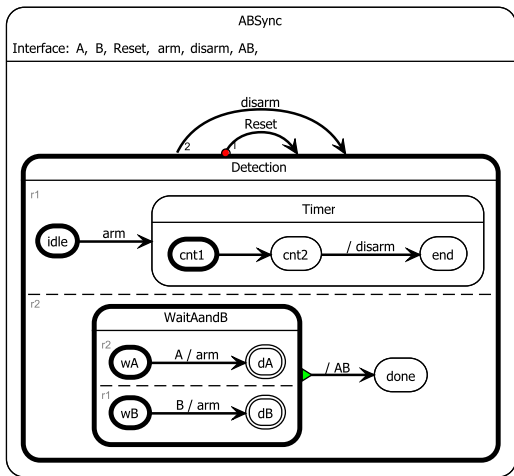 ABSync
Interface: A, B, Reset, arm, disarm, AB,
disarm
Reset
2
1
Detection
r1
Timer
idle
arm
cnt1
cnt2
/ disarm
end
r2
WaitAandB
r2
wA
A / arm
dA
/ AB
done
r1
wB
B / arm
dB